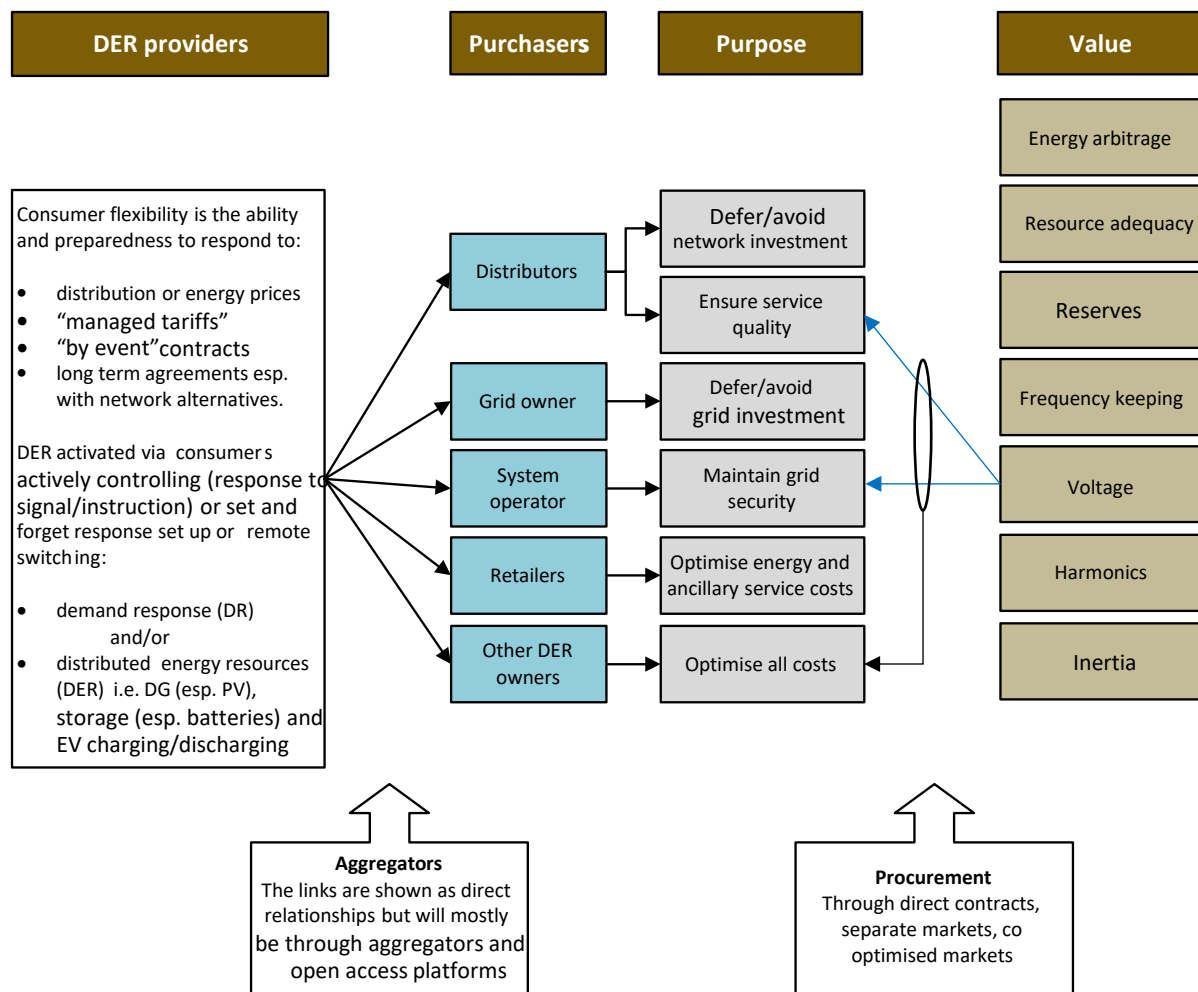 DER providers
Purchasers
Purpose
Value
Consumer flexibility is the ability
and preparedness to respond to:
• distribution or energy prices
• “managed tariffs”
• “by event” contracts
• long term agreements esp.
with network alternatives.
DER activated via consumers
actively controlling (response to
signal/instruction) or set and
forget response set up or remote
switching:
• demand response (DR)
and/or
• distributed energy resources
(DER) i.e. DG (esp. PV),
storage (esp. batteries) and
EV charging/discharging
Distributors
Grid owner
System
operator
Retailers
Other DER
owners
Defer/avoid
network investment
Ensure service
quality
Defer/avoid
grid investment
Maintain grid
security
Optimise energy and
ancillary service costs
Optimise all costs
Energy arbitrage
Resource adequacy
Reserves
Frequency keeping
Voltage
Harmonics
Inertia
Aggregators
The links are shown as direct
relationships but will mostly
be through aggregators and
open access platforms
Procurement
Through direct contracts,
separate markets, co
optimised markets